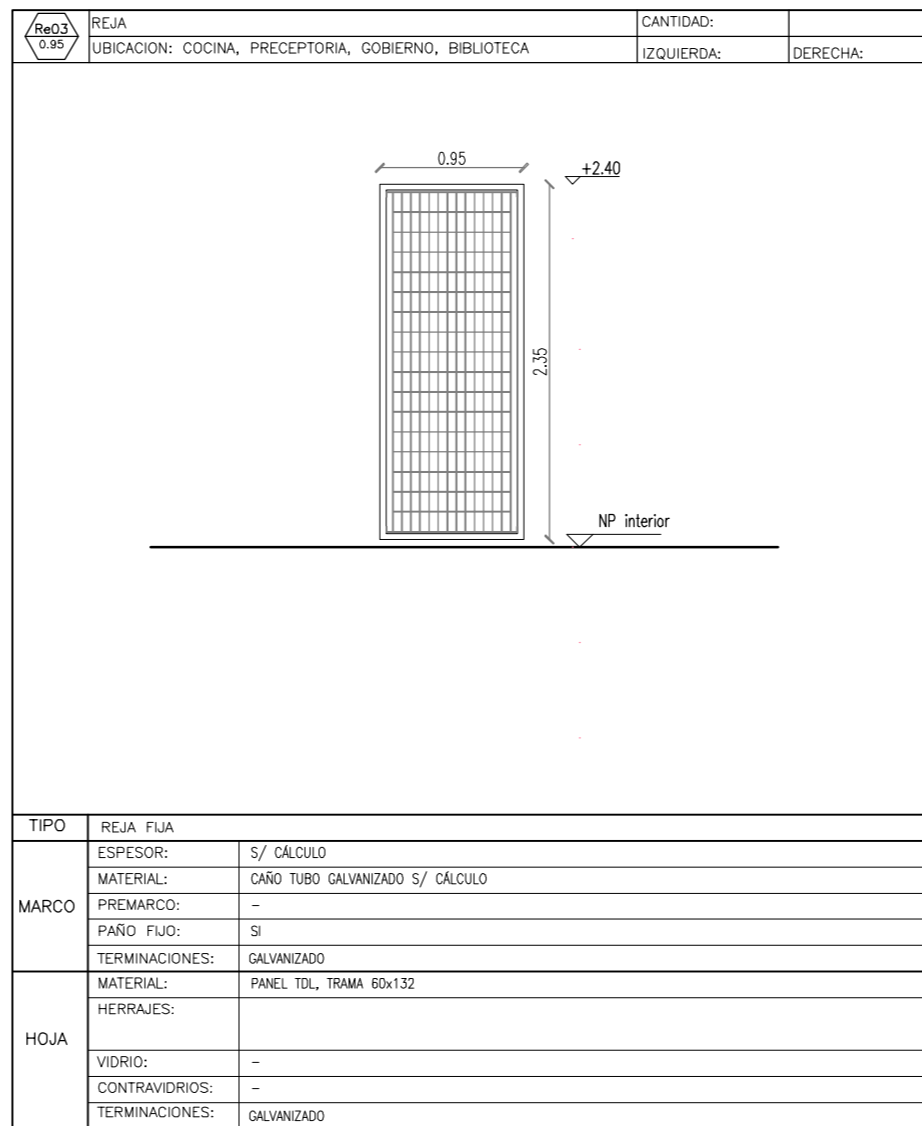 Re03
0.95
REJA
CANTIDAD:
UBICACION: COCINA, PRECEPTORIA, GOBIERNO, BIBLIOTECA
IZQUIERDA:
DERECHA:
0.95
+2.40
2.35
NP interior
TIPO
REJA FIJA
MARCO
ESPESOR:
S/ CÁLCULO
MATERIAL:
CAÑO TUBO GALVANIZADO S/ CÁLCULO
PREMARCO:
–
PAÑO FIJO:
SI
TERMINACIONES:
GALVANIZADO
HOJA
MATERIAL:
PANEL TDL, TRAMA 60x132
HERRAJES:
VIDRIO:
–
CONTRAVIDRIOS:
–
TERMINACIONES:
GALVANIZADO